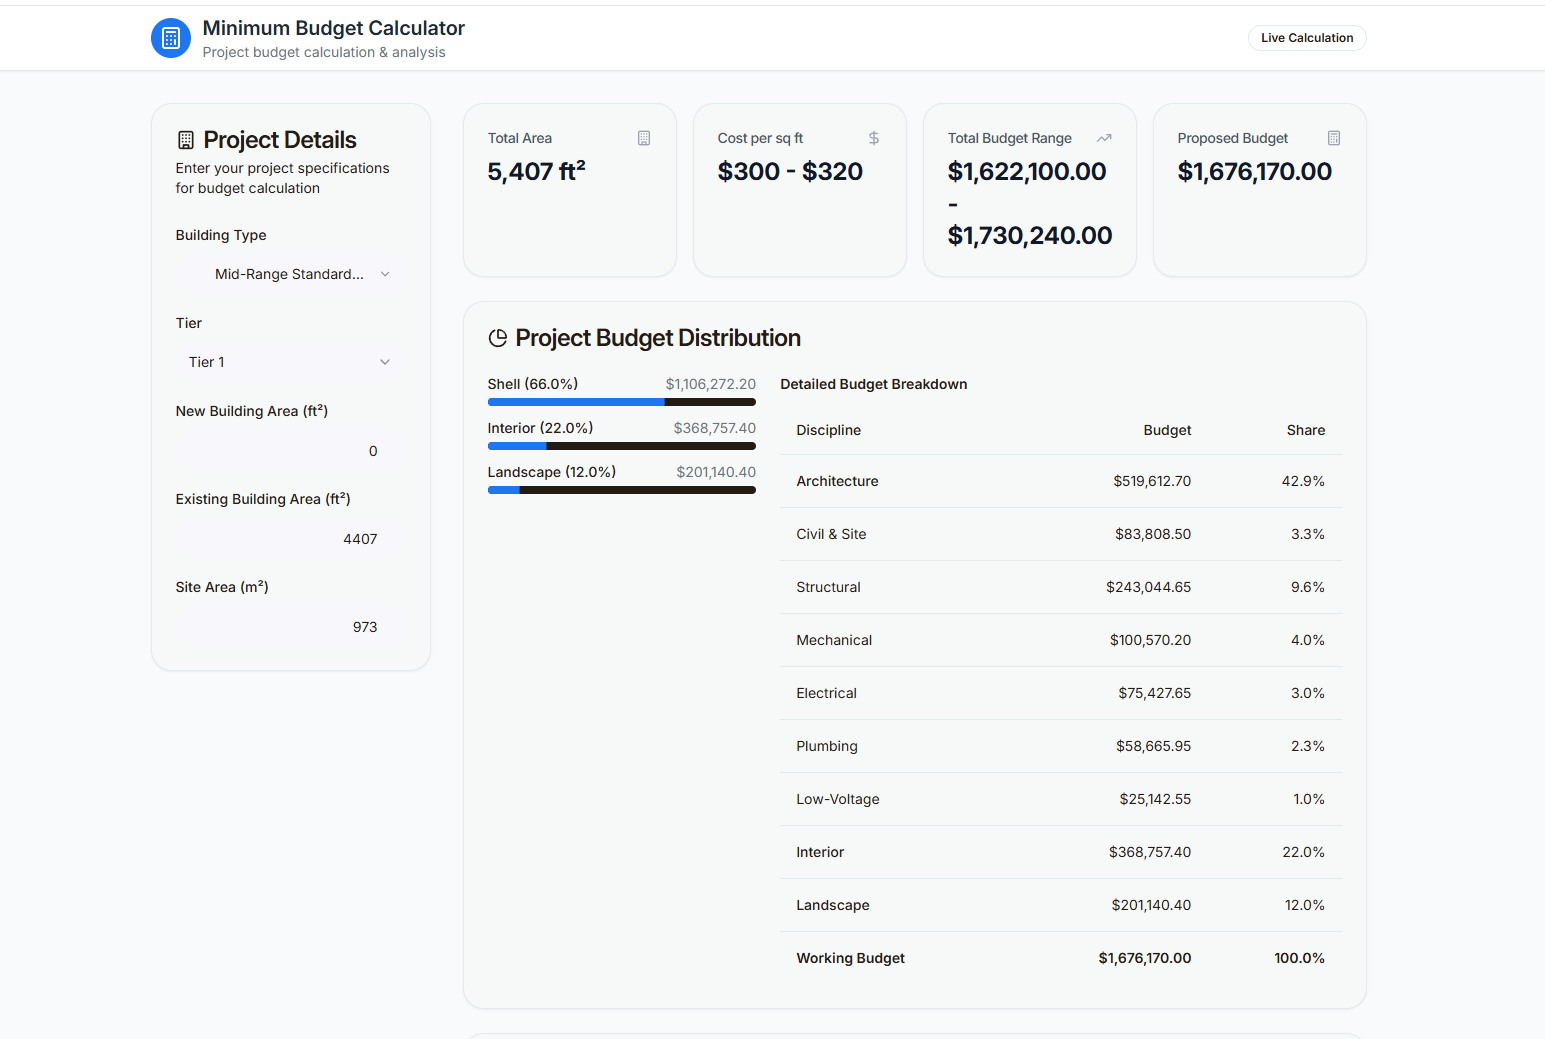 Minimum Budget Calculator
Project budget calculation & analysis
Live Calculation
Project Details
Enter your project specifications
for budget calculation
Building Type
Mid-Range Standard...
Tier
Tier 1
New Building Area (ft²)
0
Existing Building Area (ft²)
4407
Site Area (m²)
973
Total Area
5,407 ft²
Cost per sq ft
$300 - $320
Total Budget Range
$1,622,100.00
-
$1,730,240.00
Proposed Budget
$1,676,170.00
Project Budget Distribution
Shell (66.0%) $1,106,272.20
Interior (22.0%) $368,757.40
Landscape (12.0%) $201,140.40
Detailed Budget Breakdown
Discipline Budget Share
Architecture $519,612.70 42.9%
Civil & Site $83,808.50 3.3%
Structural $243,044.65 9.6%
Mechanical $100,570.20 4.0%
Electrical $75,427.65 3.0%
Plumbing $58,665.95 2.3%
Low-Voltage $25,142.55 1.0%
Interior $368,757.40 22.0%
Landscape $201,140.40 12.0%
Working Budget $1,676,170.00 100.0%